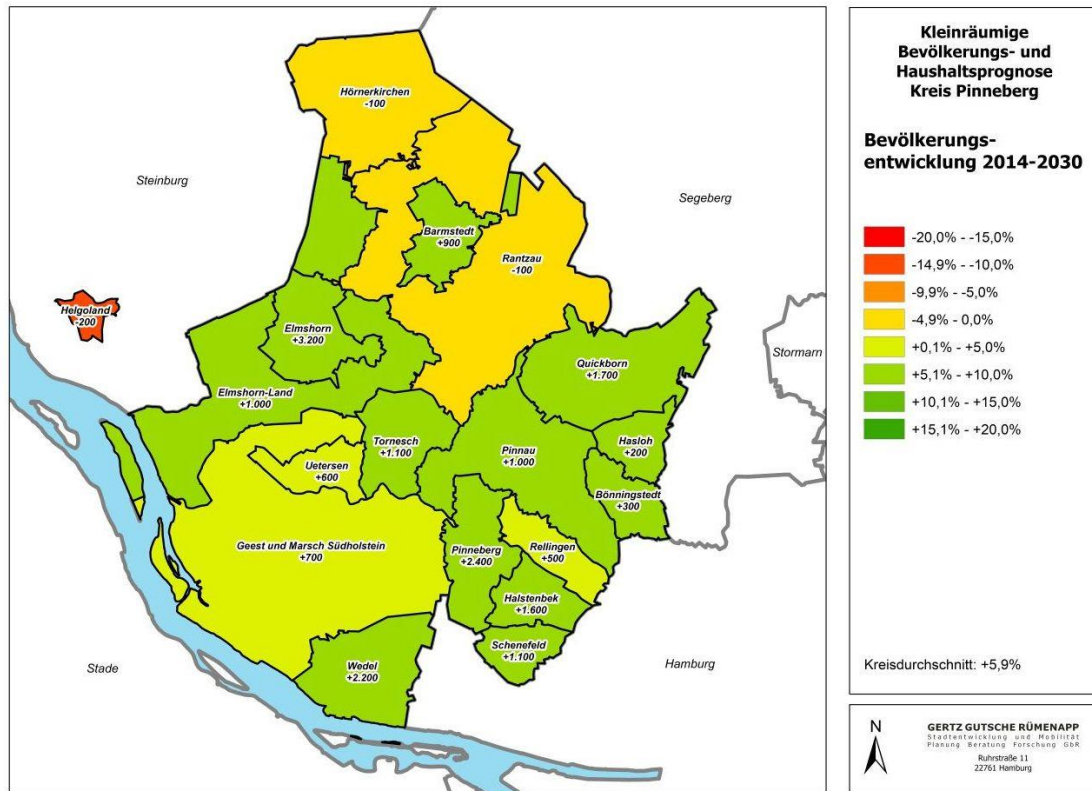 Hörnerkirchen
-100
Steinburg
Segeberg
Barmstedt
+900
Rantzau
-100
Helgoland
-200
Elmshorn
+3.200
Stormarn
Quickborn
+1.700
Elmshorn-Land
+1.000
Tornesch
+1.100
Hasloh
+200
Pinnau
+1.000
Uetersen
+600
Bönningstedt
+300
Geest und Marsch Südholstein
+700
Pinneberg
+2.400
Rellingen
+500
Halstenbek
+1.600
Schenefeld
+1.100
Wedel
+2.200
Stade
Hamburg
Kleinräumige
Bevölkerungs- und
Haushaltsprognose
Kreis Pinneberg
Bevölkerungs-
entwicklung 2014-2030
-20,0% - -15,0%
-14,9% - -10,0%
-9,9% - -5,0%
-4,9% - 0,0%
+0,1% - +5,0%
+5,1% - +10,0%
+10,1% - +15,0%
+15,1% - +20,0%
Kreisdurchschnitt: +5,9%
N
GERTZ GUTSCHE RÜMENAPP
Stadtentwicklung und Mobilität
Planung Beratung Forschung GbR
Ruhrstraße 11
22761 Hamburg